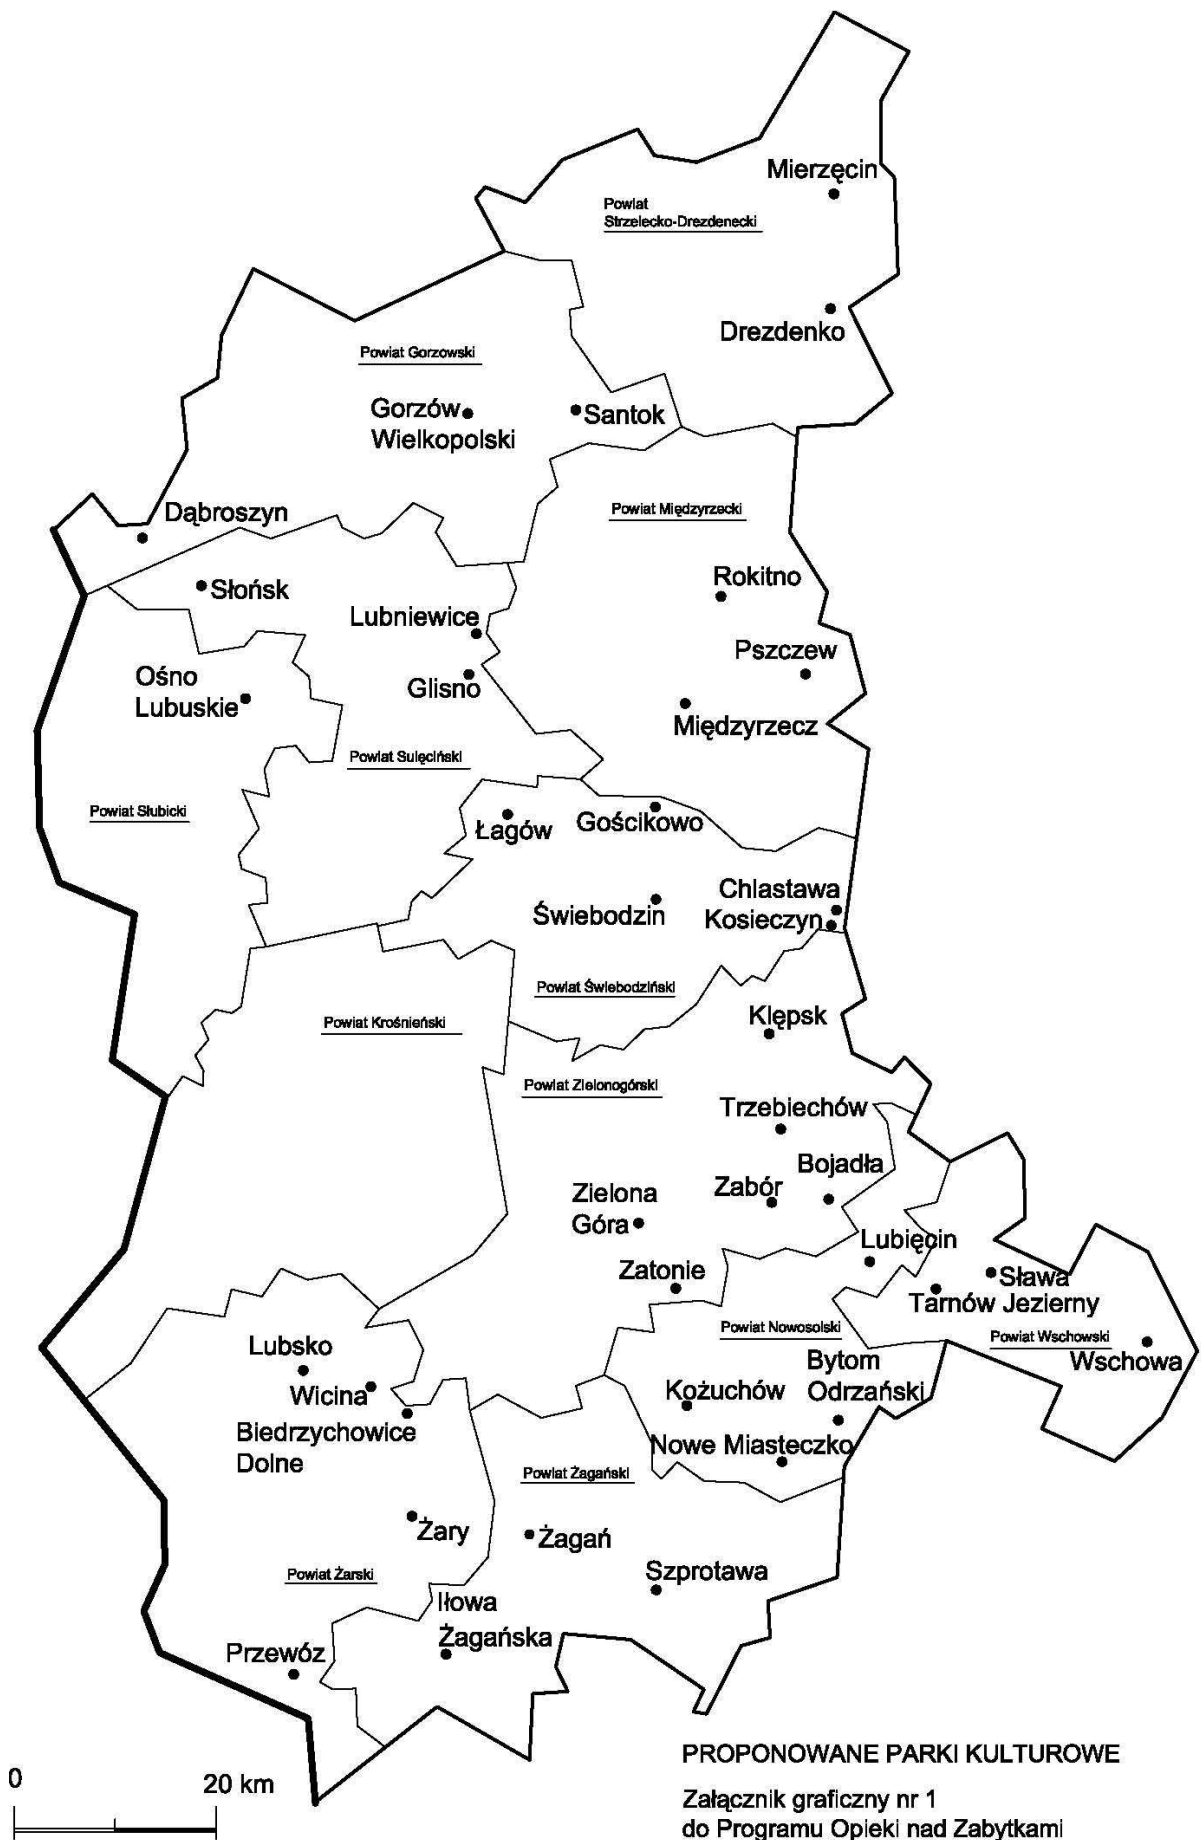 Mierzęcin
Powiat
Strzelecko-Drezdenecki
Drezdenko
Powiat Gorzowski
Gorzów
Wielkopolski
Santok
Powiat Międzyrzecki
Dąbroszyn
Słońsk
Rokitno
Lubniewice
Pszczew
Ośno
Lubuskie
Glisno
Międzyrzecz
Powiat Sulęciński
Powiat Słubicki
Łagów
Gościkowo
Chlastawa
Kosieczyn
Świebodzin
Powiat Świebodziński
Klępsk
Powiat Krośnieński
Powiat Zielonogórski
Trzebiechów
Bojadła
Zabór
Zielona
Góra
Lubięcin
Zatonie
Sława
Tarnów Jezierny
Powiat Nowosolski
Powiat Wschowski
Wschowa
Lubsko
Wicina
Bytom
Odrzański
Kożuchów
Biedrzychowice
Dolne
Nowe Miasteczko
Powiat Żagański
Żary
Żagań
Szprotawa
Powiat Żarski
Iłowa
Żagańska
Przewóz
PROPONOWANE PARKI KULTUROWE
0
20 km
Załącznik graficzny nr 1
do Programu Opieki nad Zabytkami